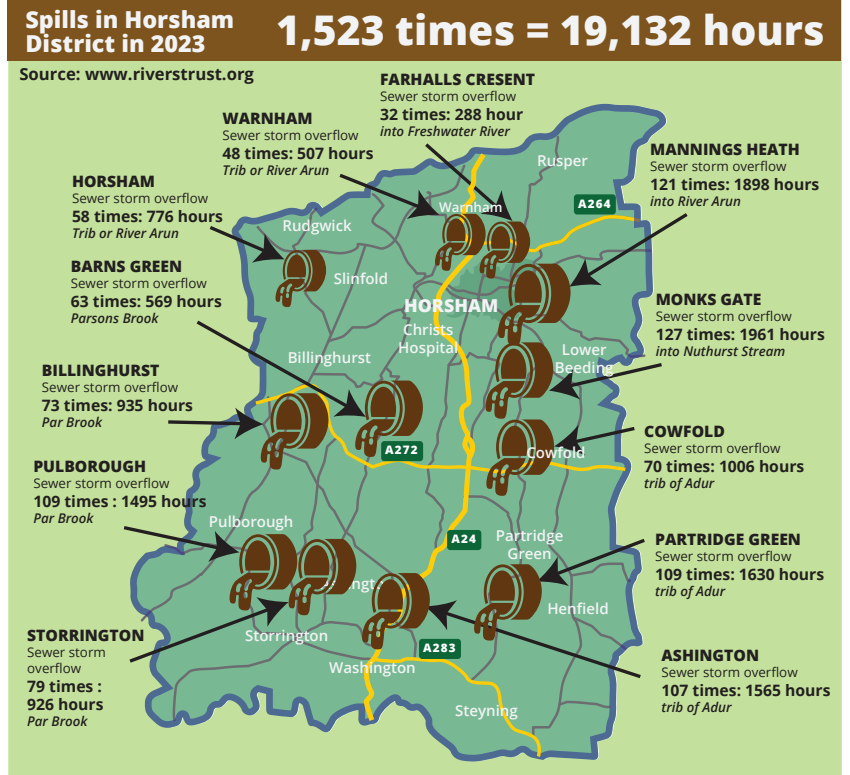 Spills in Horsham
District in 2023
1,523 times = 19,132 hours
Source: www.riverstrust.org
FARHALLS CRESENT
Sewer storm overflow
32 times: 288 hour
into Freshwater River
WARNHAM
Sewer storm overflow
48 times: 507 hours
Trib or River Arun
MANNINGS HEATH
Sewer storm overflow
121 times: 1898 hours
into River Arun
HORSHAM
Sewer storm overflow
58 times: 776 hours
Trib or River Arun
BARNS GREEN
Sewer storm overflow
63 times: 569 hours
Parsons Brook
MONKS GATE
Sewer storm overflow
127 times: 1961 hours
into Nuthurst Stream
BILLINGHURST
Sewer storm overflow
73 times: 935 hours
Par Brook
COWFOLD
Sewer storm overflow
70 times: 1006 hours
trib of Adur
PULBOROUGH
Sewer storm overflow
109 times : 1495 hours
Par Brook
PARTRIDGE GREEN
Sewer storm overflow
109 times: 1630 hours
trib of Adur
STORRINGTON
Sewer storm
overflow
79 times :
926 hours
Par Brook
ASHINGTON
Sewer storm overflow
107 times: 1565 hours
trib of Adur
Rusper
Warnham
A264
Rudgwick
Slinfold
HORSHAM
Christs
Hospital
Billinghurst
Lower
Beeding
A272
Cowfold
Pulborough
A24
Partridge
Green
Henfield
Storrington
A283
Washington
Steyning